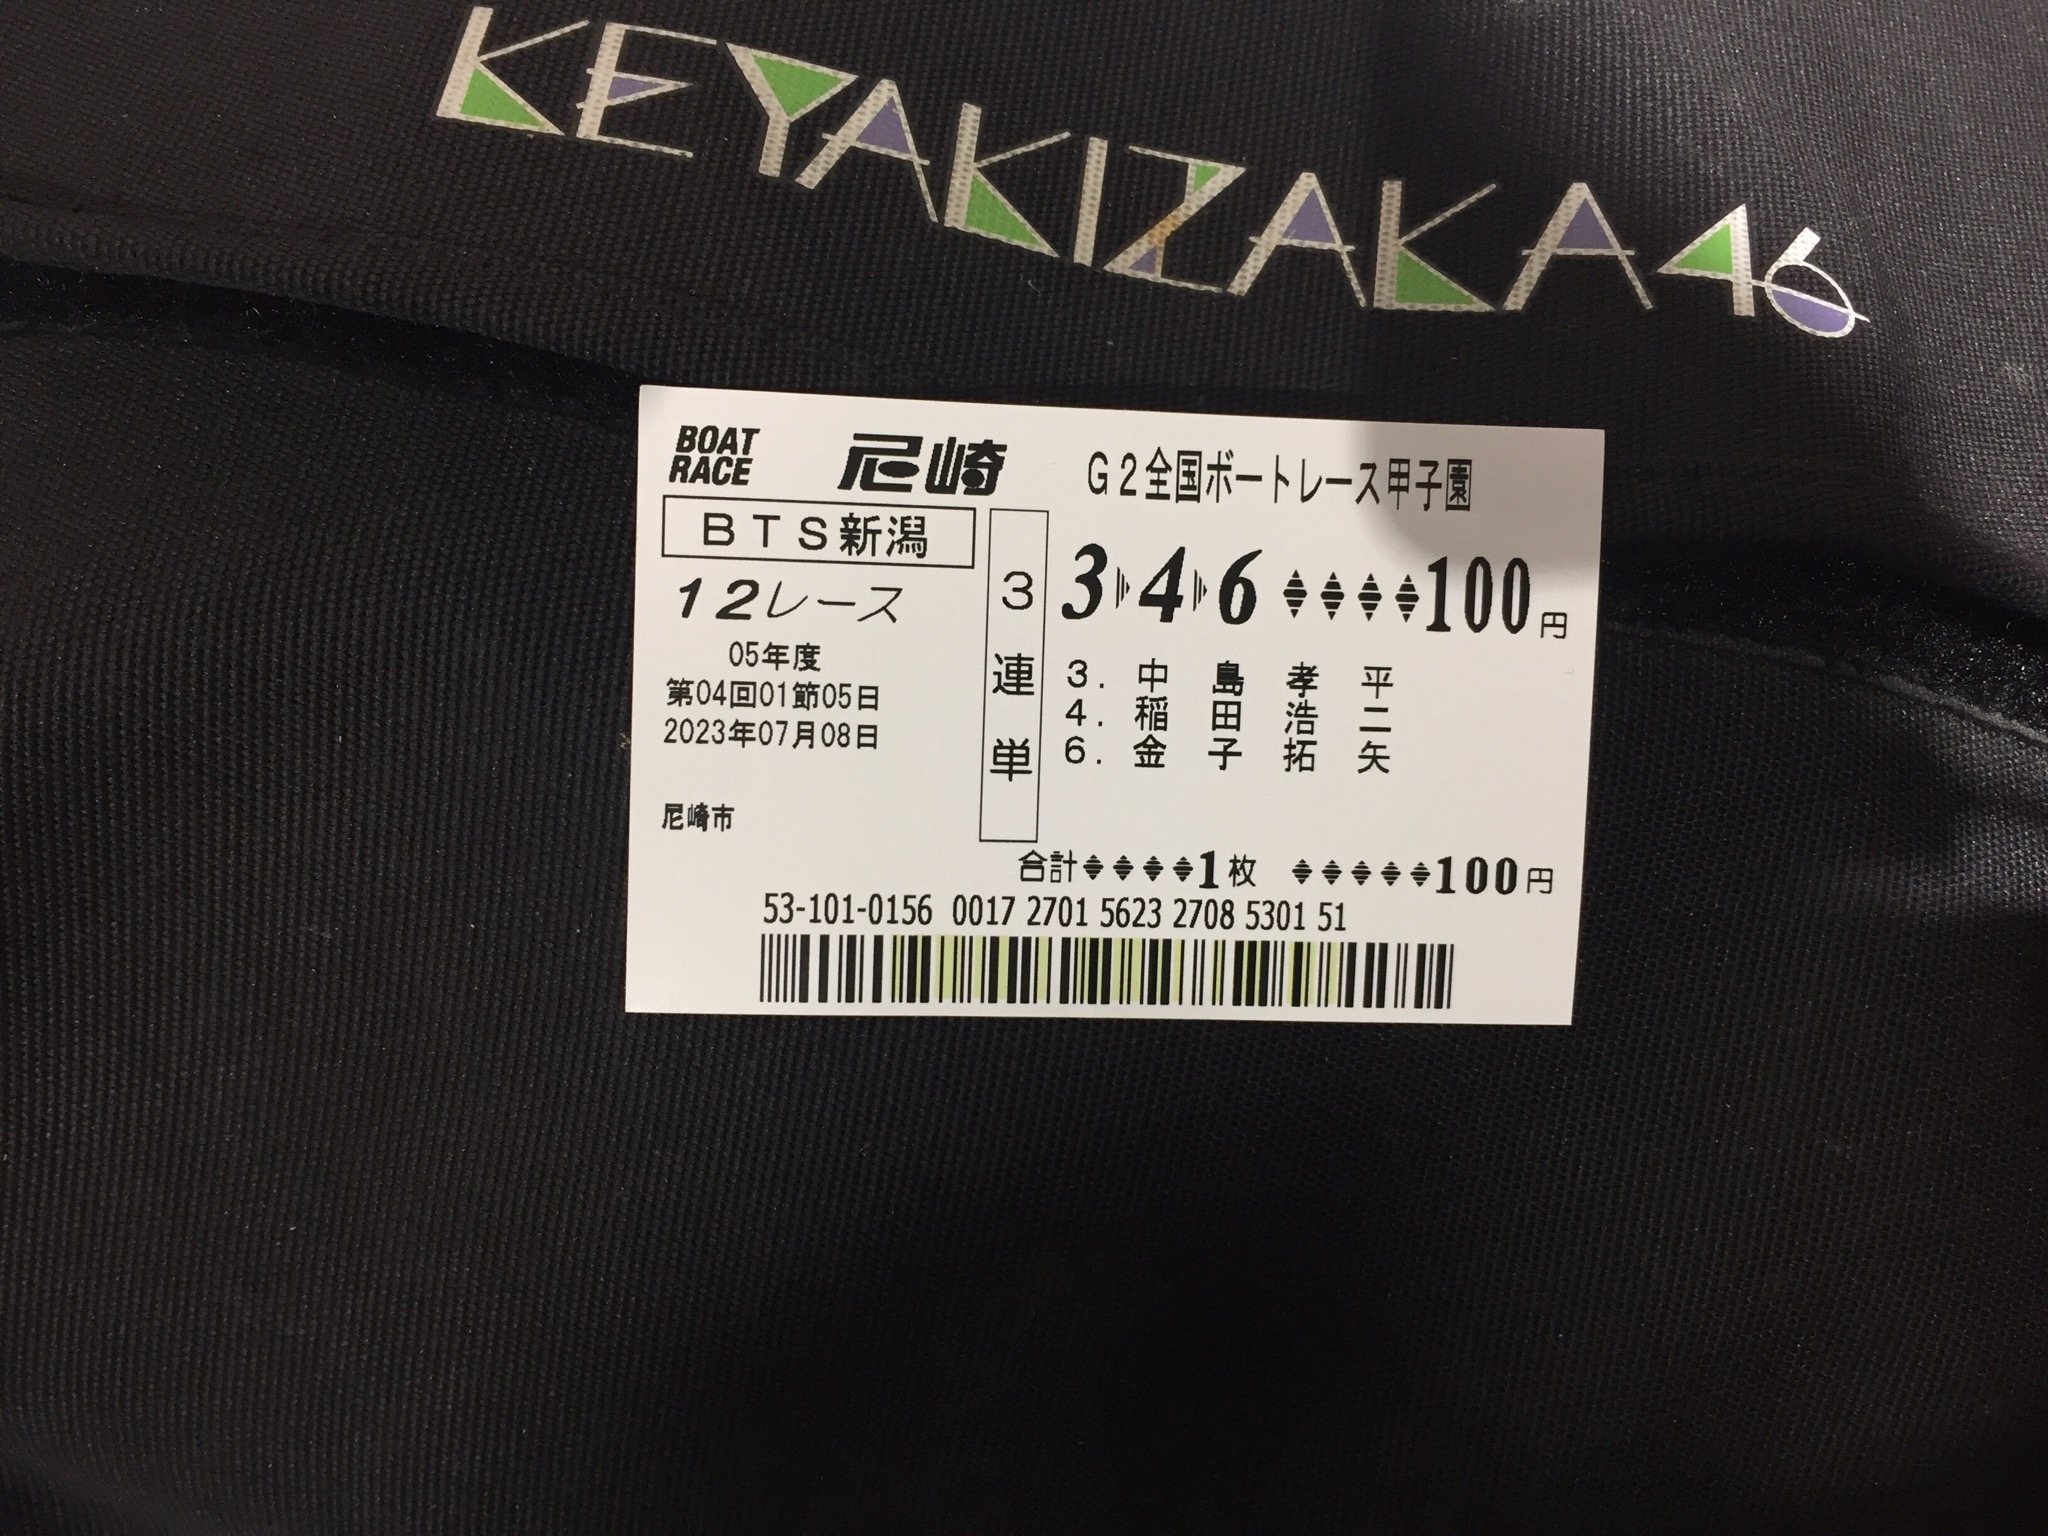 KEYAKIZAKA46
BOAT RACE 尼崎 G2全国ボートレース甲子園
BTS新潟
12レース
05年度
第04回01節05日
2023年07月08日
尼崎市
3連単
3 4 6 100円
3. 中島孝平
4. 稲田浩二
6. 金子拓矢
合計 1枚 100円
53-101-0156 0017 2701 5623 2708 5301 51